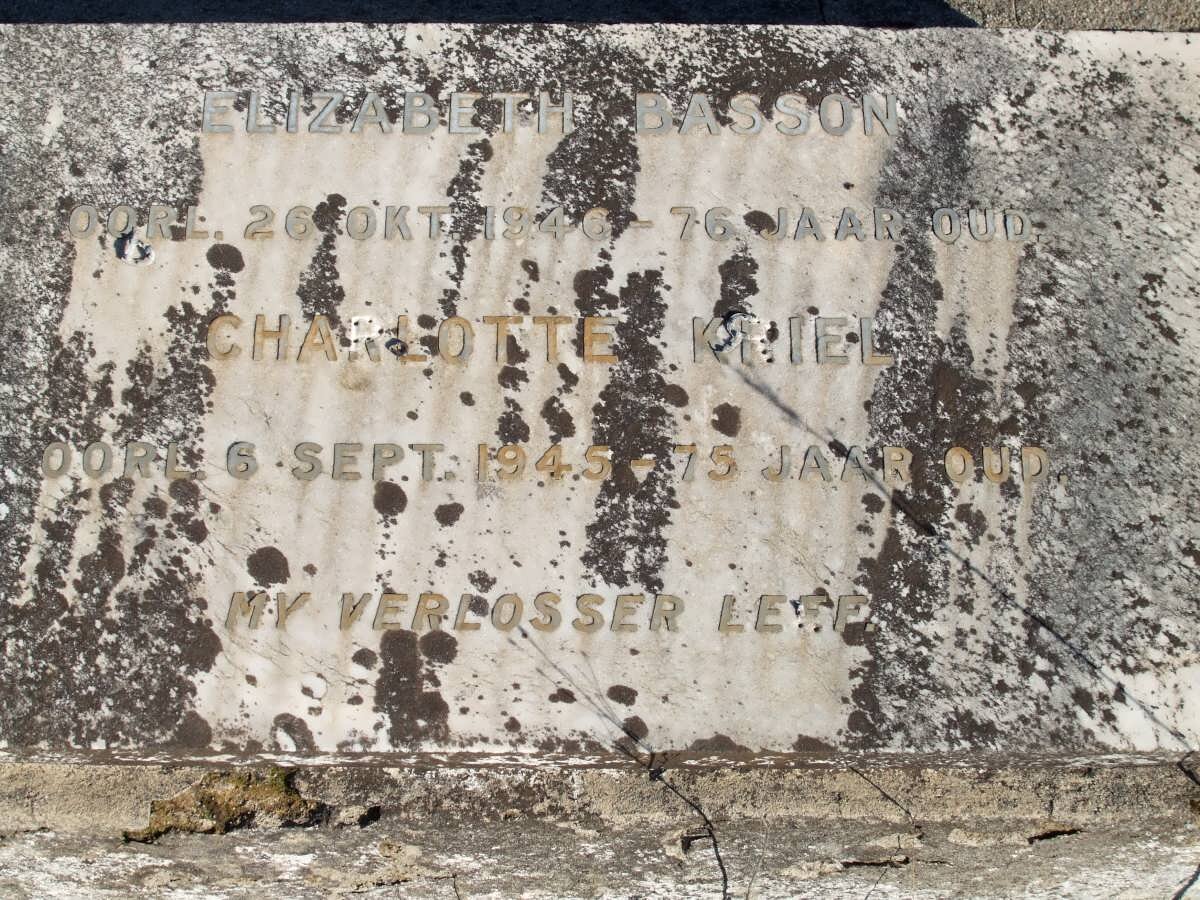 ELIZABETH BASSON
OORL. 26 OKT. 1946 - 76 JAAR OUD.
CHARLOTTE KRIEL
OORL. 6 SEPT. 1945 - 75 JAAR OUD.
MY VERLOSSER LEEF.